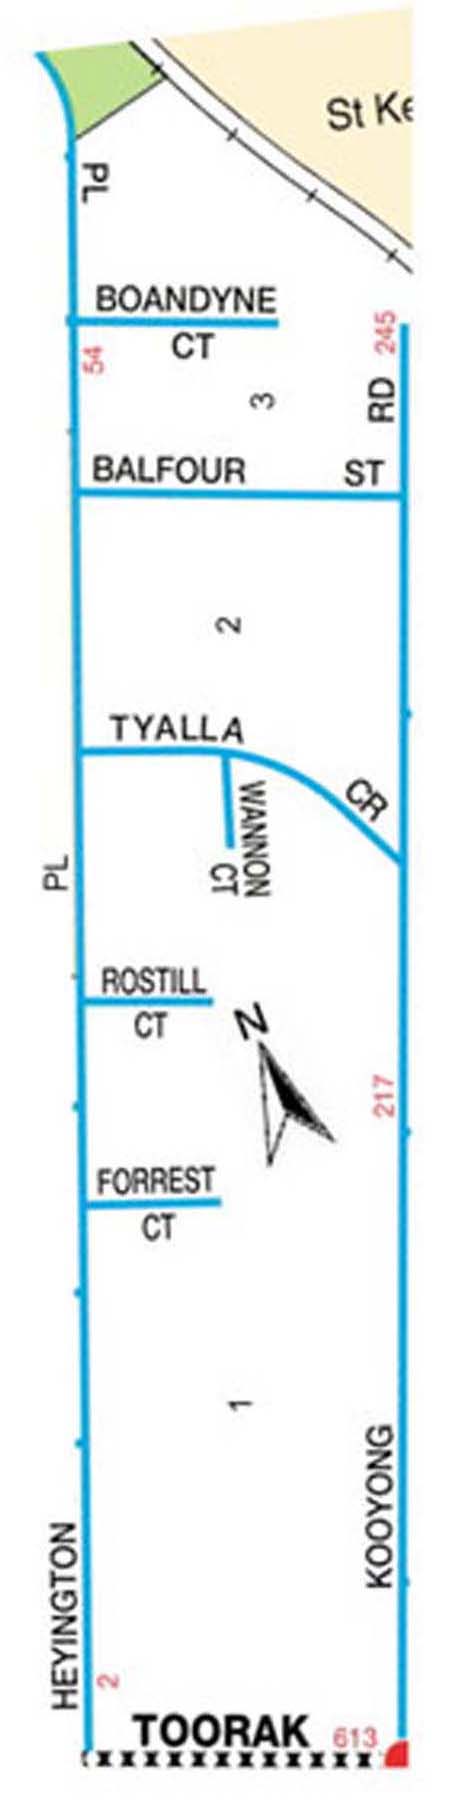 St Ke
PL
BOANDYNE
CT
54
245
3
RD
BALFOUR ST
2
TYALLA
CR
WANNON
CT
PL
ROSTILL
CT
N
217
FORREST
CT
1
KOOYONG
HEYINGTON
2
TOORAK 613